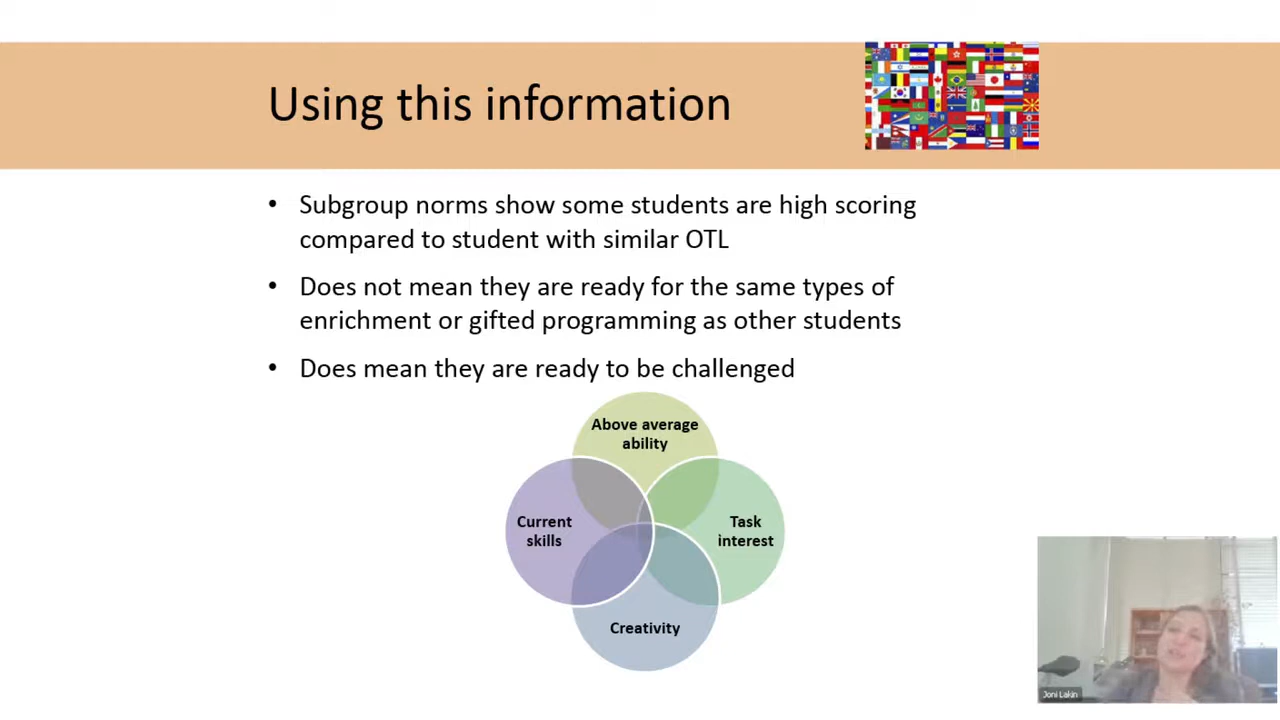 Using this information
• Subgroup norms show some students are high scoring
compared to student with similar OTL
• Does not mean they are ready for the same types of
enrichment or gifted programming as other students
• Does mean they are ready to be challenged
Above average
ability
Current
skills
Task
interest
Creativity
Joni Lakin